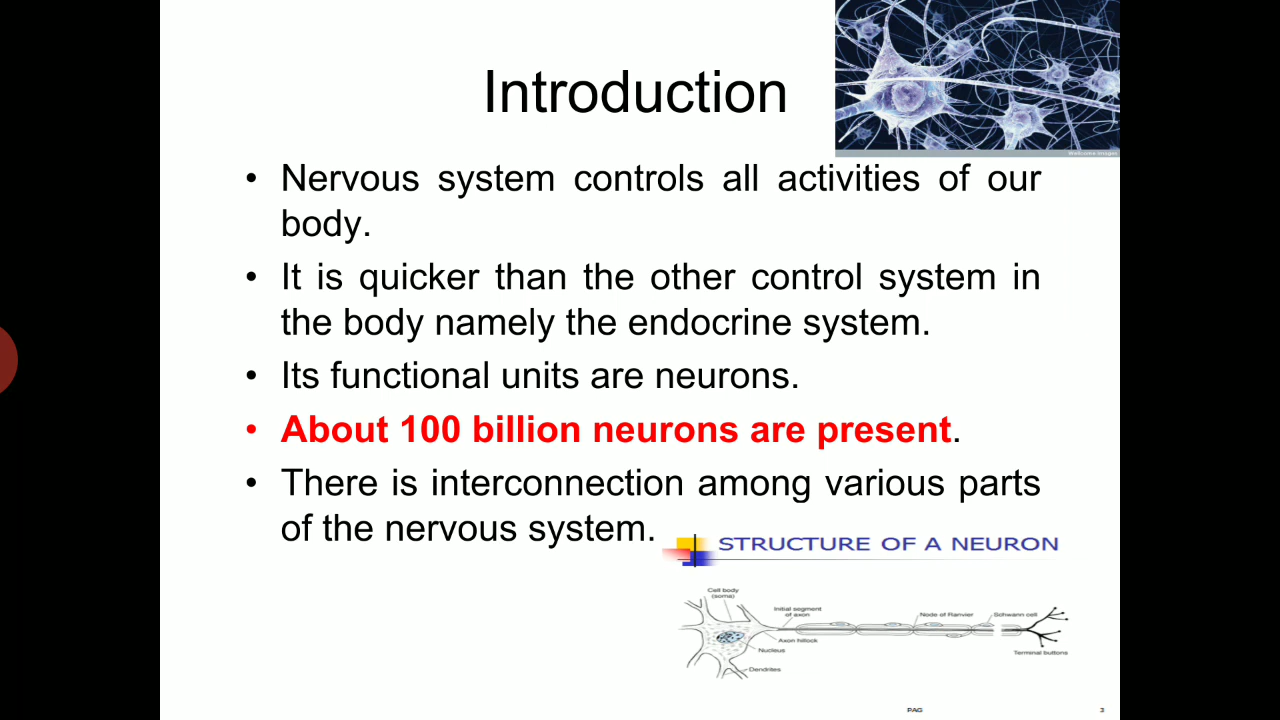 Introduction
Wellcome Images
• Nervous system controls all activities of our
body.
• It is quicker than the other control system in
the body namely the endocrine system.
• Its functional units are neurons.
• About 100 billion neurons are present.
• There is interconnection among various parts
of the nervous system.
STRUCTURE OF A NEURON
Cell body
(soma)
Initial segment
of axon
Node of Ranvier
Schwann cell
Axon hillock
Nucleus
Terminal buttons
Dendrites
PAG
3